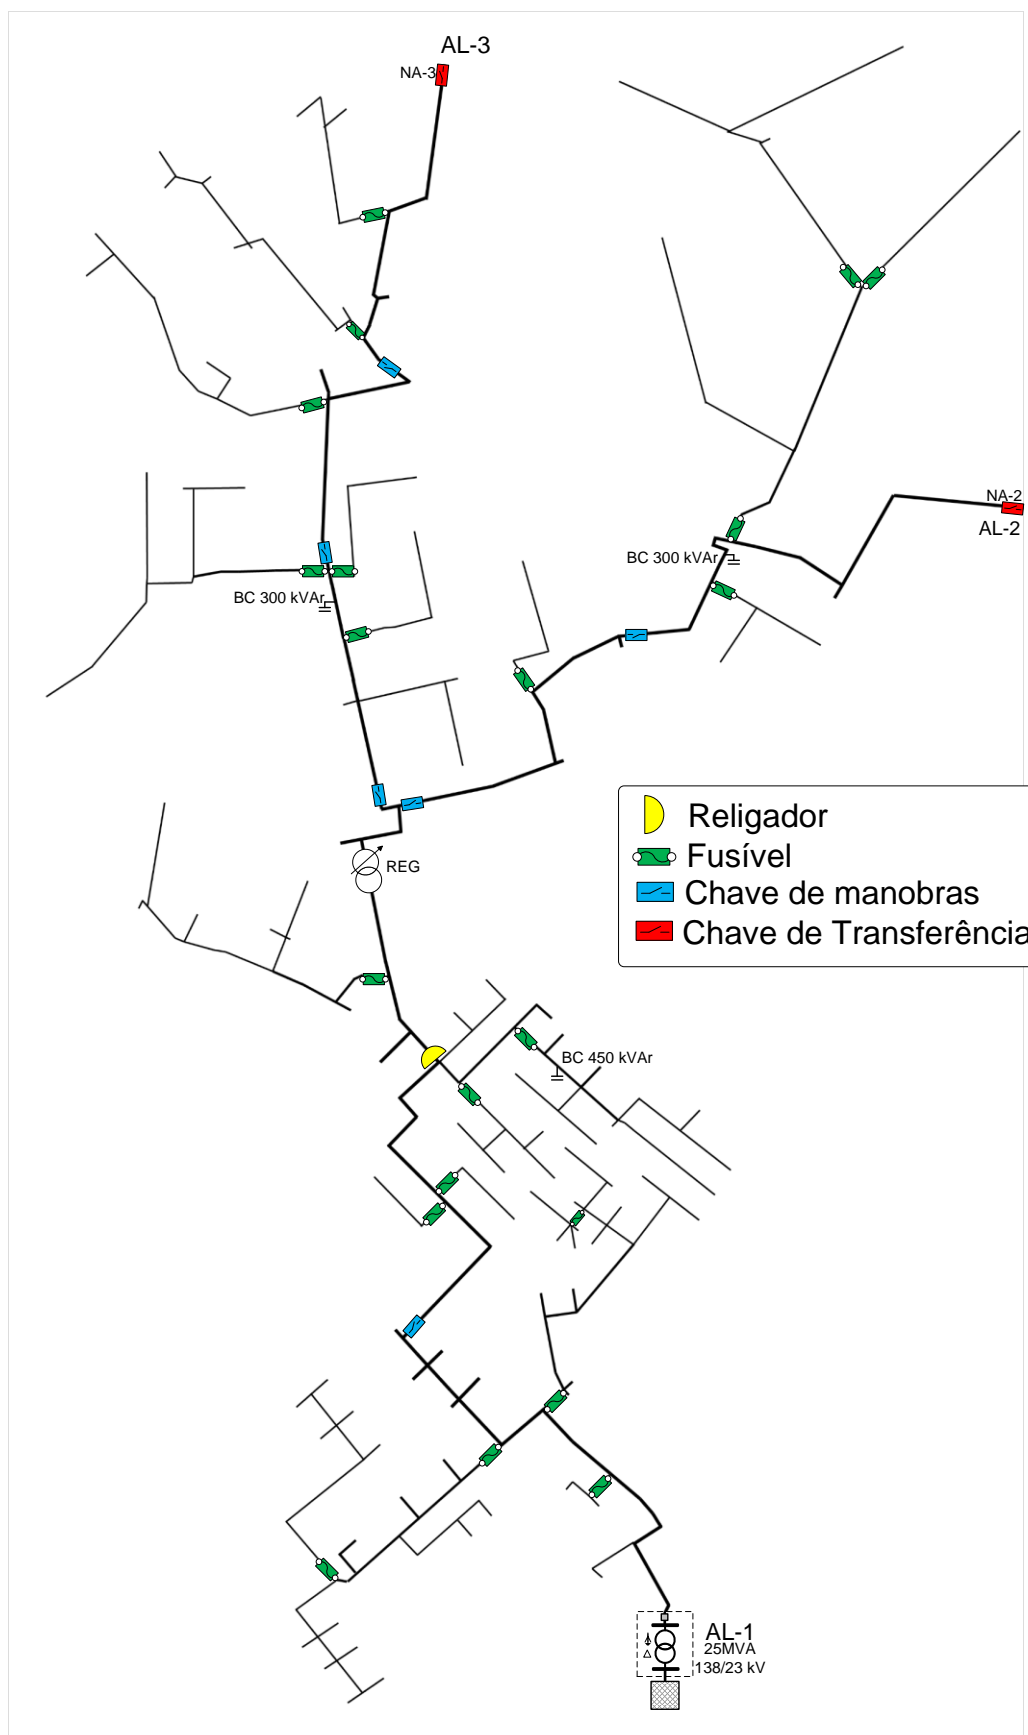 AL-3
NA-3
NA-2
AL-2
BC 300 kVAr
BC 300 kVAr
Religador
Fusível
Chave de manobras
Chave de Transferência
REG
BC 450 kVAr
AL-1
25MVA
138/23 kV